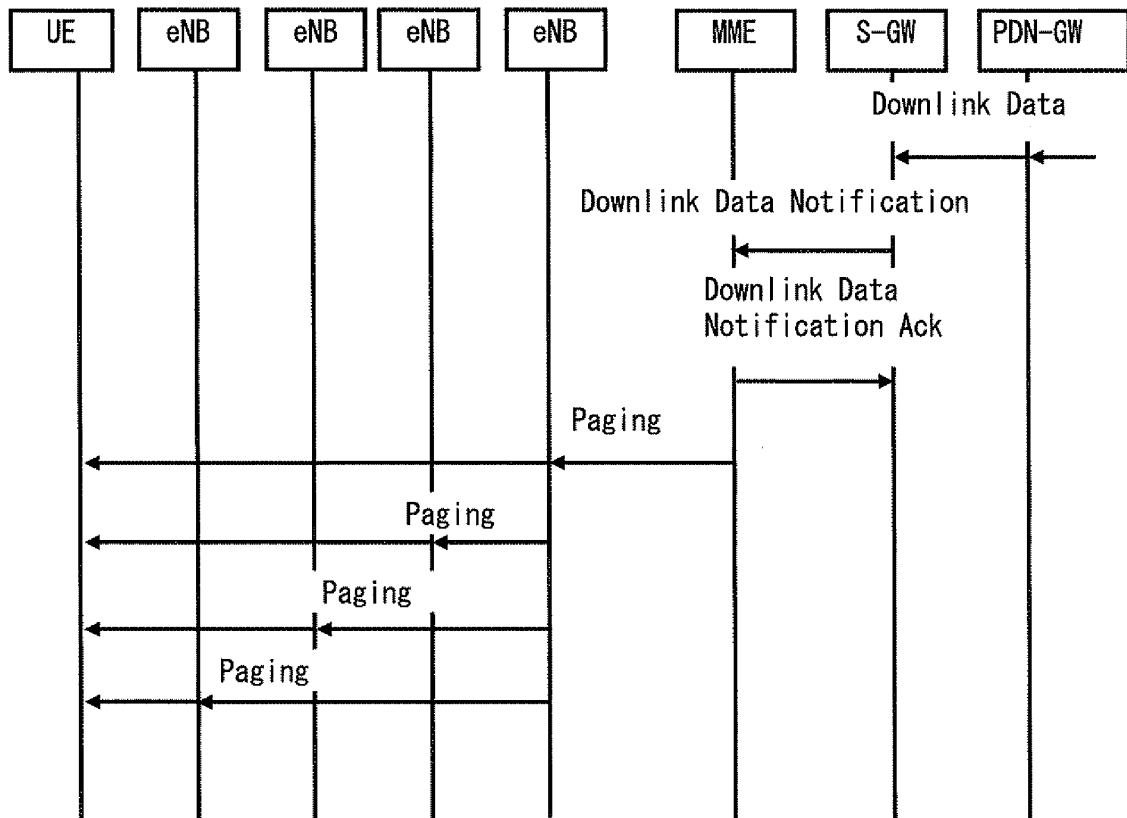 UE
eNB
eNB
eNB
eNB
MME
S-GW
PDN-GW
Downlink Data
Downlink Data Notification
Downlink Data
Notification Ack
Paging
Paging
Paging
Paging